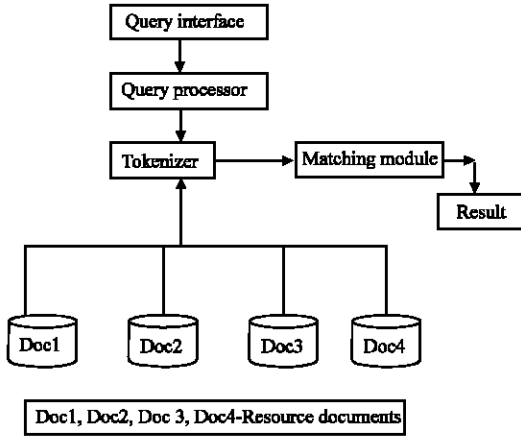 Query interface
Query processor
Tokenizer
Matching module
Result
Doc1
Doc2
Doc3
Doc4
Doc1, Doc2, Doc 3, Doc4-Resource documents